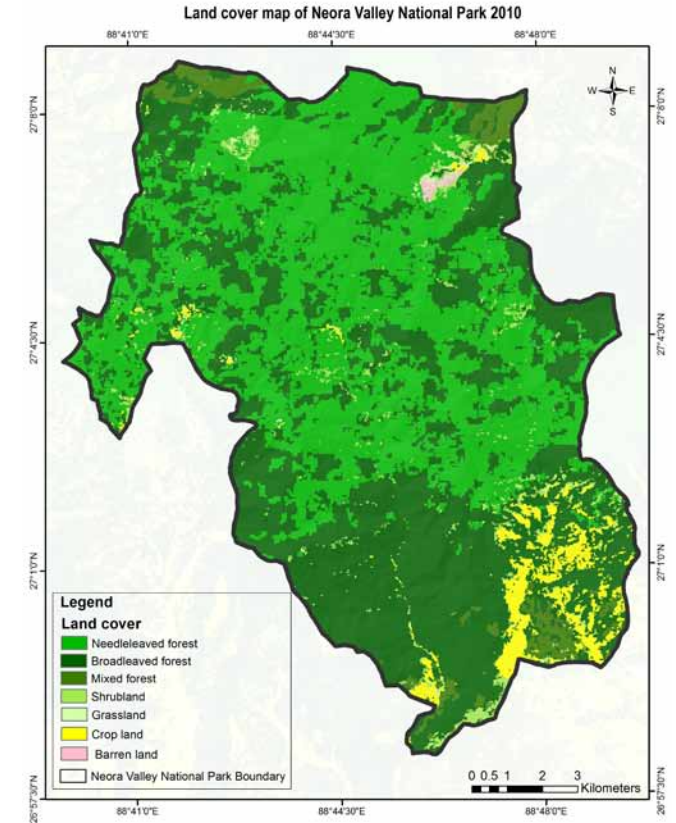 Land cover map of Neora Valley National Park 2010
88°41'0"E 88°44'30"E 88°48'0"E
N
W E
S
27°8'0"N 27°8'0"N
27°4'30"N 27°4'30"N
27°1'0"N 27°1'0"N
26°57'30"N 26°57'30"N
Legend
Land cover
Needleleaved forest
Broadleaved forest
Mixed forest
Shrubland
Grassland
Crop land
Barren land
Neora Valley National Park Boundary
0 0.5 1 2 3
Kilometers
88°41'0"E 88°44'30"E 88°48'0"E